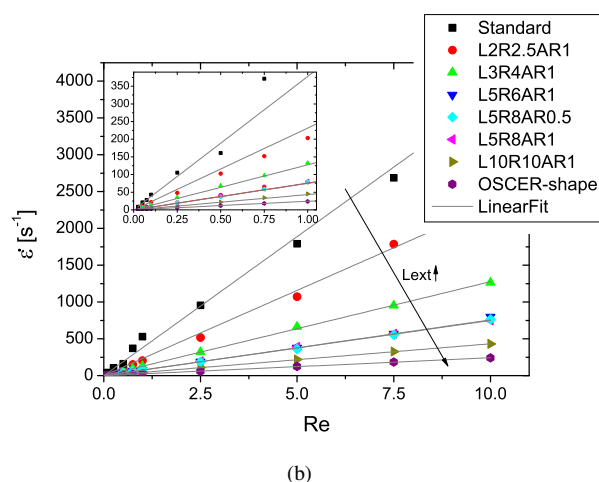 Standard
L2R2.5AR1
L3R4AR1
L5R6AR1
L5R8AR0.5
L5R8AR1
L10R10AR1
OSCER-shape
LinearFit
4000
3500
3000
2500
2000
1500
1000
500
0
ε̇ [s⁻¹]
350
300
250
200
150
100
50
0
0.00 0.25 0.50 0.75 1.00
Lext
0.0 2.5 5.0 7.5 10.0
Re
(b)